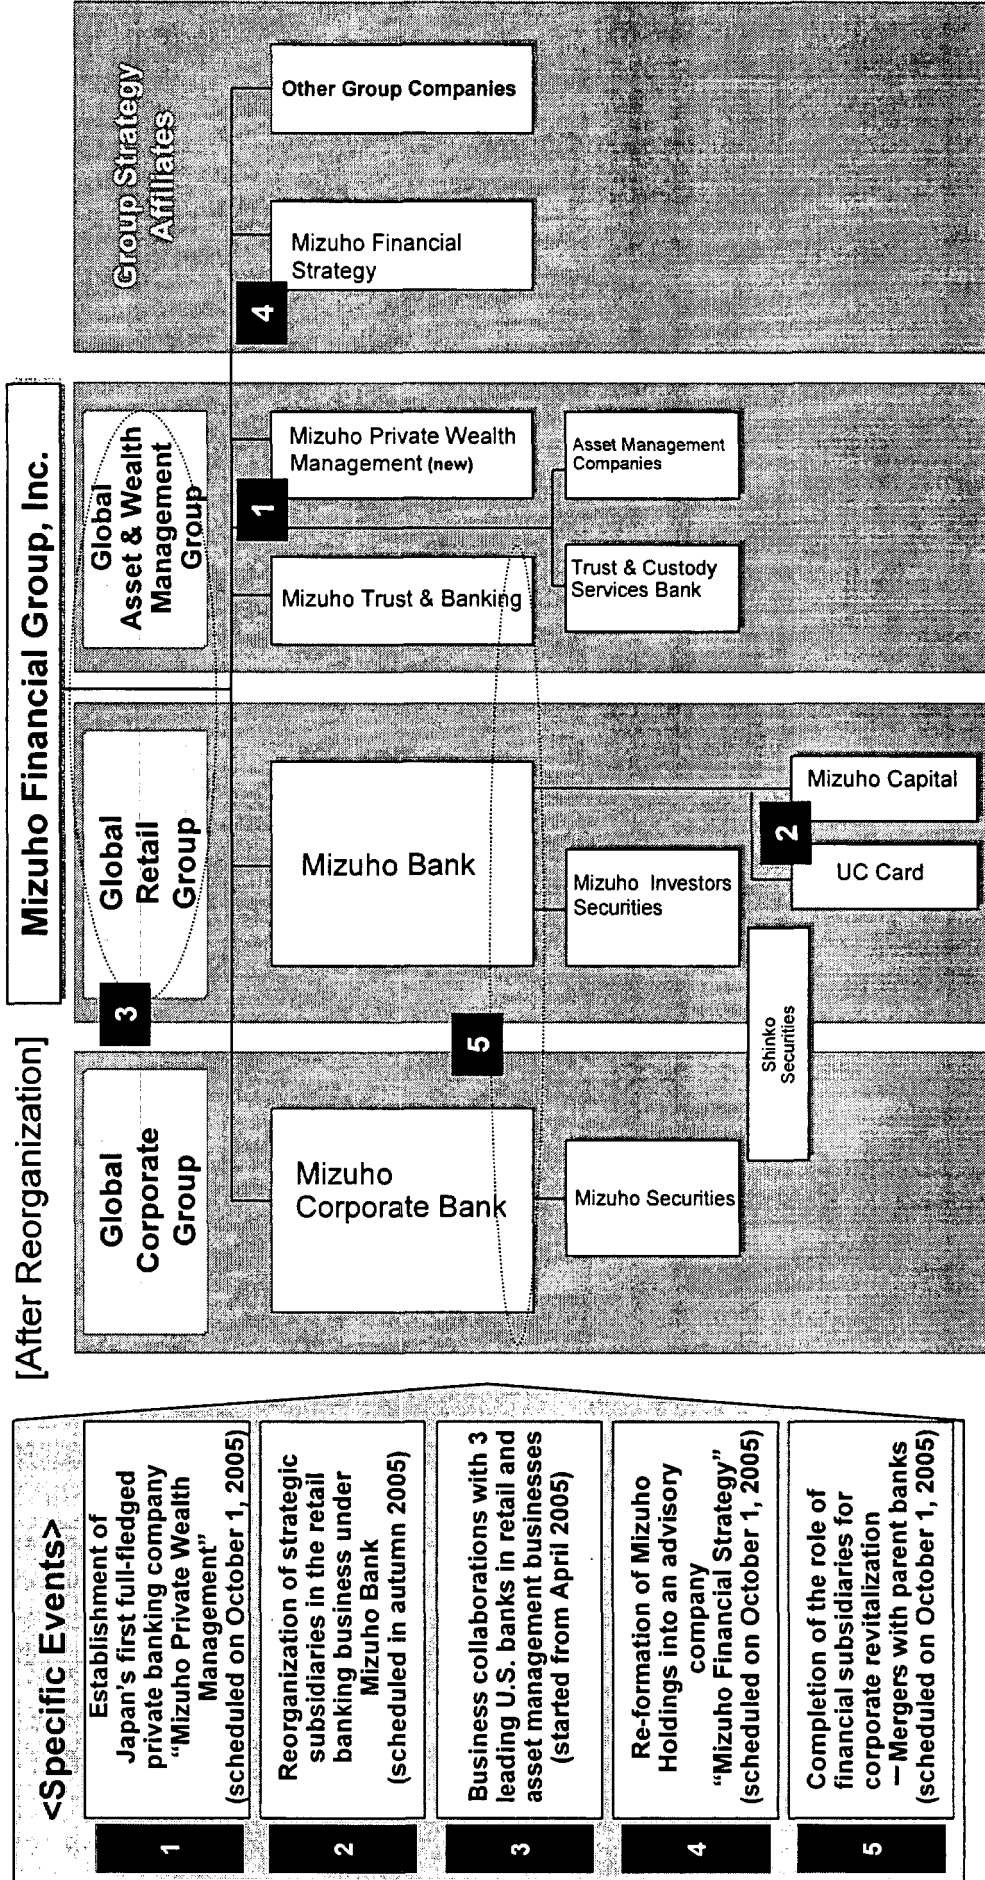 <Specific Events>
1
Establishment of
Japan's first full-fledged
private banking company
“Mizuho Private Wealth
Management”
(scheduled on October 1, 2005)
2
Reorganization of strategic
subsidiaries in the retail
banking business under
Mizuho Bank
(scheduled in autumn 2005)
3
Business collaborations with 3
leading U.S. banks in retail and
asset management businesses
(started from April 2005)
4
Re-formation of Mizuho
Holdings into an advisory
company
“Mizuho Financial Strategy”
(scheduled on October 1, 2005)
5
Completion of the role of
financial subsidiaries for
corporate revitalization
— Mergers with parent banks
(scheduled on October 1, 2005)
[After Reorganization]
Mizuho Financial Group, Inc.
Global
Corporate
Group
3
Global
Retail
Group
Global
Asset & Wealth
Management
Group
Group Strategy
Affiliates
Mizuho
Corporate Bank
5
Mizuho Bank
Mizuho Trust & Banking
1
Mizuho Private Wealth
Management (new)
4
Mizuho Financial
Strategy
Other Group Companies
Mizuho Securities
Mizuho Investors
Securities
Trust & Custody
Services Bank
Asset Management
Companies
Shinko
Securities
2
UC Card
Mizuho Capital